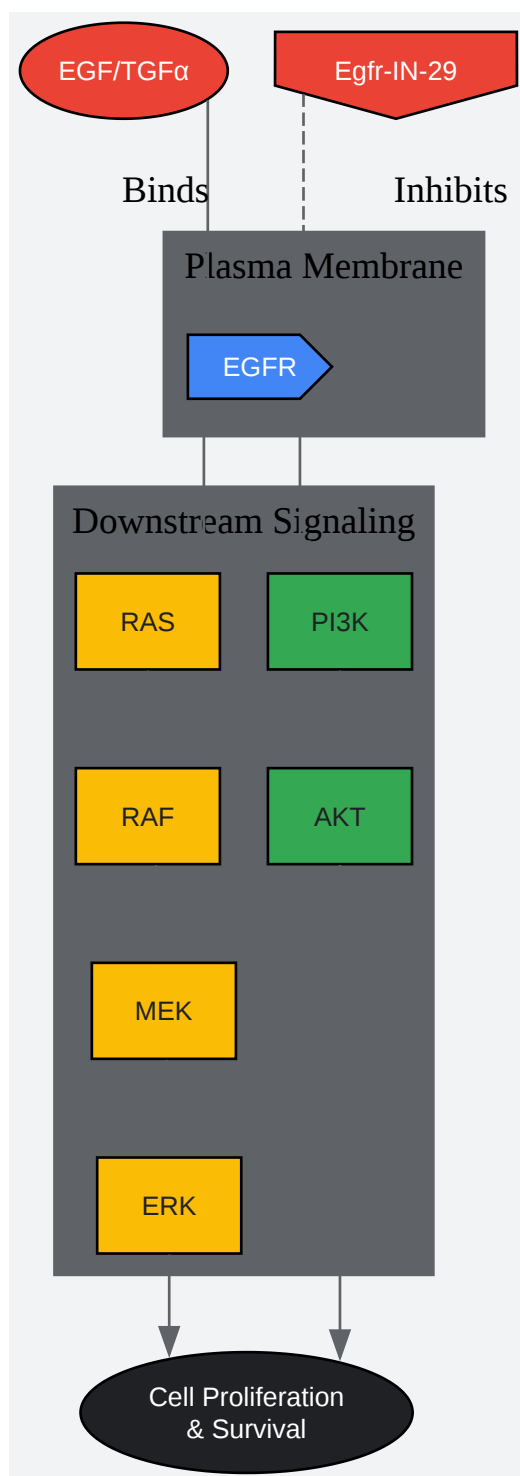 EGF/TGFα
Egfr-IN-29
Binds
Inhibits
Plasma Membrane
EGFR
Downstream Signaling
RAS
PI3K
RAF
AKT
MEK
ERK
Cell Proliferation
& Survival